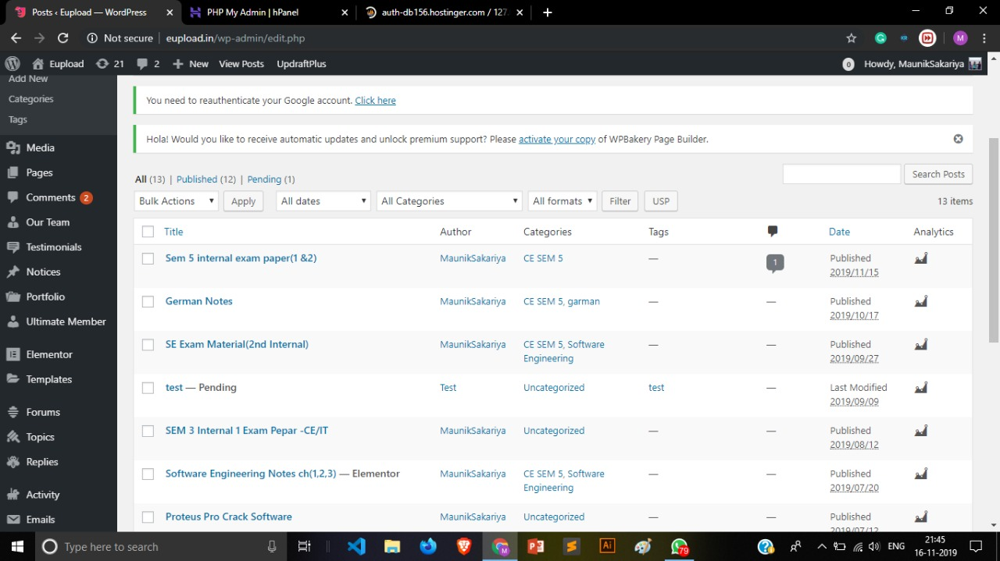 Posts ‹ Eupload — WordPress
PHP My Admin | hPanel
auth-db156.hostinger.com / 127.
Not secure | eupload.in/wp-admin/edit.php
M
Eupload 21 2 New View Posts UpdraftPlus 0 Howdy, MaunikSakariya
Add New
Categories
Tags
Media
Pages
Comments 2
Our Team
Testimonials
Notices
Portfolio
Ultimate Member
Elementor
Templates
Forums
Topics
Replies
Activity
Emails
You need to reauthenticate your Google account. Click here
Hola! Would you like to receive automatic updates and unlock premium support? Please activate your copy of WPBakery Page Builder.
All (13) | Published (12) | Pending (1)
Search Posts
Bulk Actions Apply All dates All Categories All formats Filter USP 13 items
Title Author Categories Tags Date Analytics
Sem 5 internal exam paper(1 &2) MaunikSakariya CE SEM 5 — 1 Published
2019/11/15
German Notes MaunikSakariya CE SEM 5, garman — — Published
2019/10/17
SE Exam Material(2nd Internal) MaunikSakariya CE SEM 5, Software — — Published
Engineering 2019/09/27
test — Pending Test Uncategorized test — Last Modified
2019/09/09
SEM 3 Internal 1 Exam Pepar -CE/IT MaunikSakariya Uncategorized — — Published
2019/08/12
Software Engineering Notes ch(1,2,3) — Elementor MaunikSakariya CE SEM 5, Software — — Published
Engineering 2019/07/20
Proteus Pro Crack Software MaunikSakariya Uncategorized — — Published
2019/07/12
Type here to search
Ai
79
ENG
21:45
16-11-2019